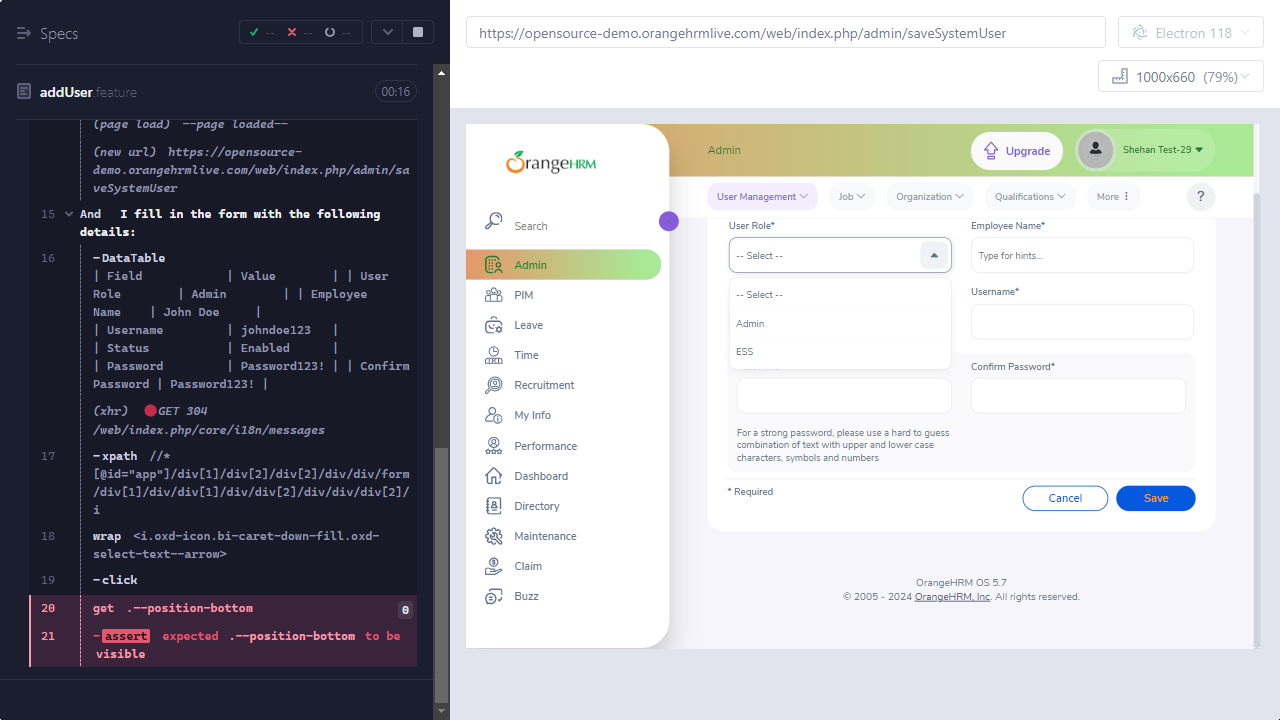 Specs
-- -- --
addUser.feature
00:16
(page load) --page loaded--
(new url) https://opensource-
demo.orangehrmlive.com/web/index.php/admin/sa
veSystemUser
15 And I fill in the form with the following
details:
16 -DataTable
| Field | Value | | User
Role | Admin | | Employee
Name | John Doe |
| Username | johndoe123 |
| Status | Enabled |
| Password | Password123! | | Confirm
Password | Password123! |
(xhr) GET 304
/web/index.php/core/i18n/messages
17 -xpath //*
[@id="app"]/div[1]/div[2]/div[2]/div/div/form
/div[1]/div/div[1]/div/div[2]/div/div/div[2]/
i
18 wrap <i.oxd-icon.bi-caret-down-fill.oxd-
select-text--arrow>
19 -click
20 get .--position-bottom 0
21 -assert expected .--position-bottom to be
visible
https://opensource-demo.orangehrmlive.com/web/index.php/admin/saveSystemUser
Electron 118
1000x660 (79%)
OrangeHRM
Search
Admin
PIM
Leave
Time
Recruitment
My Info
Performance
Dashboard
Directory
Maintenance
Claim
Buzz
Admin
Upgrade
Shehan Test-29
User Management
Job
Organization
Qualifications
More
?
User Role*
Employee Name*
-- Select --
Type for hints...
-- Select --
Admin
ESS
Username*
Confirm Password*
For a strong password, please use a hard to guess
combination of text with upper and lower case
characters, symbols and numbers
* Required
Cancel
Save
OrangeHRM OS 5.7
© 2005 - 2024 OrangeHRM, Inc. All rights reserved.